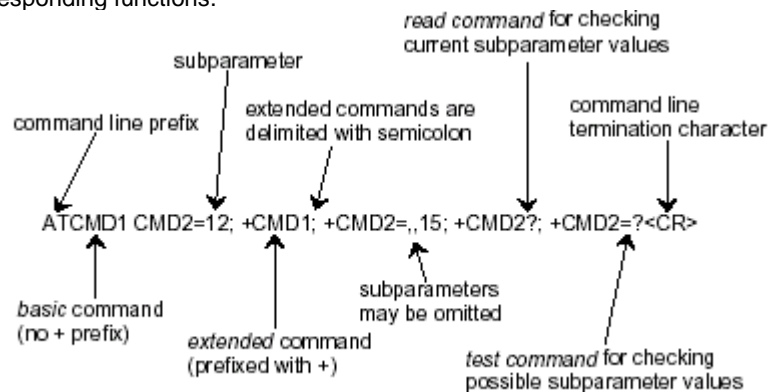 esponding functions.
read command for checking
current subparameter values
subparameter
extended commands are
delimited with semicolon
command line
termination character
command line prefix
ATCMD1 CMD2=12; +CMD1; +CMD2=,,15; +CMD2?; +CMD2=?<CR>
basic command
(no + prefix)
extended command
(prefixed with +)
subparameters
may be omitted
test command for checking
possible subparameter values